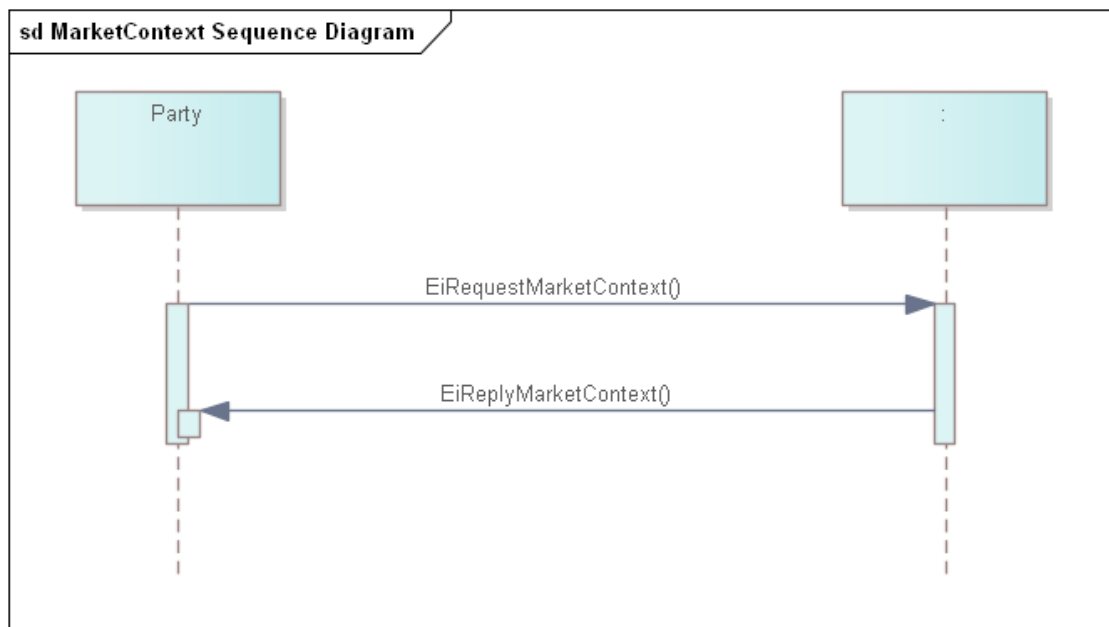 sd MarketContext Sequence Diagram
Party
:
EiRequestMarketContext()
EiReplyMarketContext()